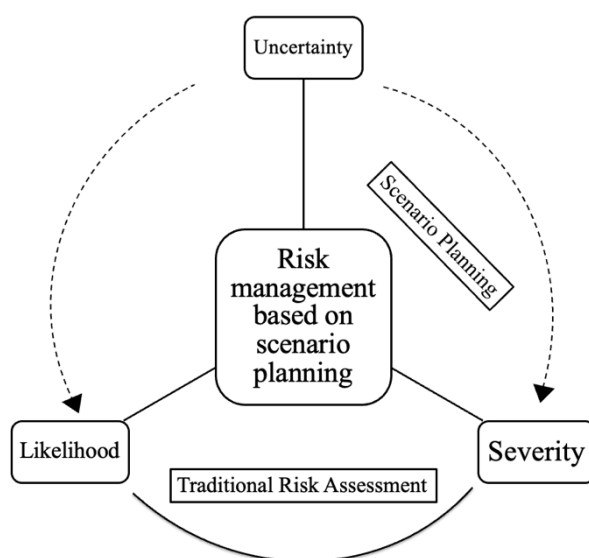 Uncertainty
Scenario Planning
Risk
management
based on
scenario
planning
Likelihood
Severity
Traditional Risk Assessment